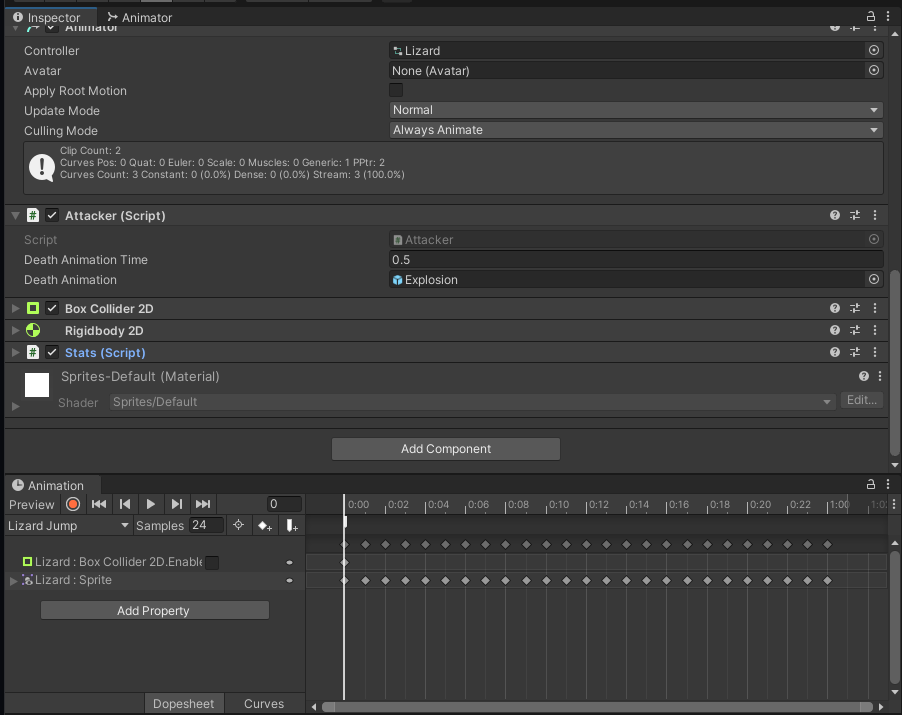 Inspector Animator
Animator
Controller Lizard
Avatar None (Avatar)
Apply Root Motion
Update Mode Normal
Culling Mode Always Animate
Clip Count: 2
Curves Pos: 0 Quat: 0 Euler: 0 Scale: 0 Muscles: 0 Generic: 1 PPtr: 2
Curves Count: 3 Constant: 0 (0.0%) Dense: 0 (0.0%) Stream: 3 (100.0%)
# Attacker (Script)
Script # Attacker
Death Animation Time 0.5
Death Animation Explosion
Box Collider 2D
Rigidbody 2D
# Stats (Script)
Sprites-Default (Material)
Shader Sprites/Default Edit...
Add Component
Animation
Preview 0 0:00 0:02 0:04 0:06 0:08 0:10 0:12 0:14 0:16 0:18 0:20 0:22 1:00 1:0
Lizard Jump Samples 24
Lizard : Box Collider 2D.Enable
Lizard : Sprite
Add Property
Dopesheet Curves